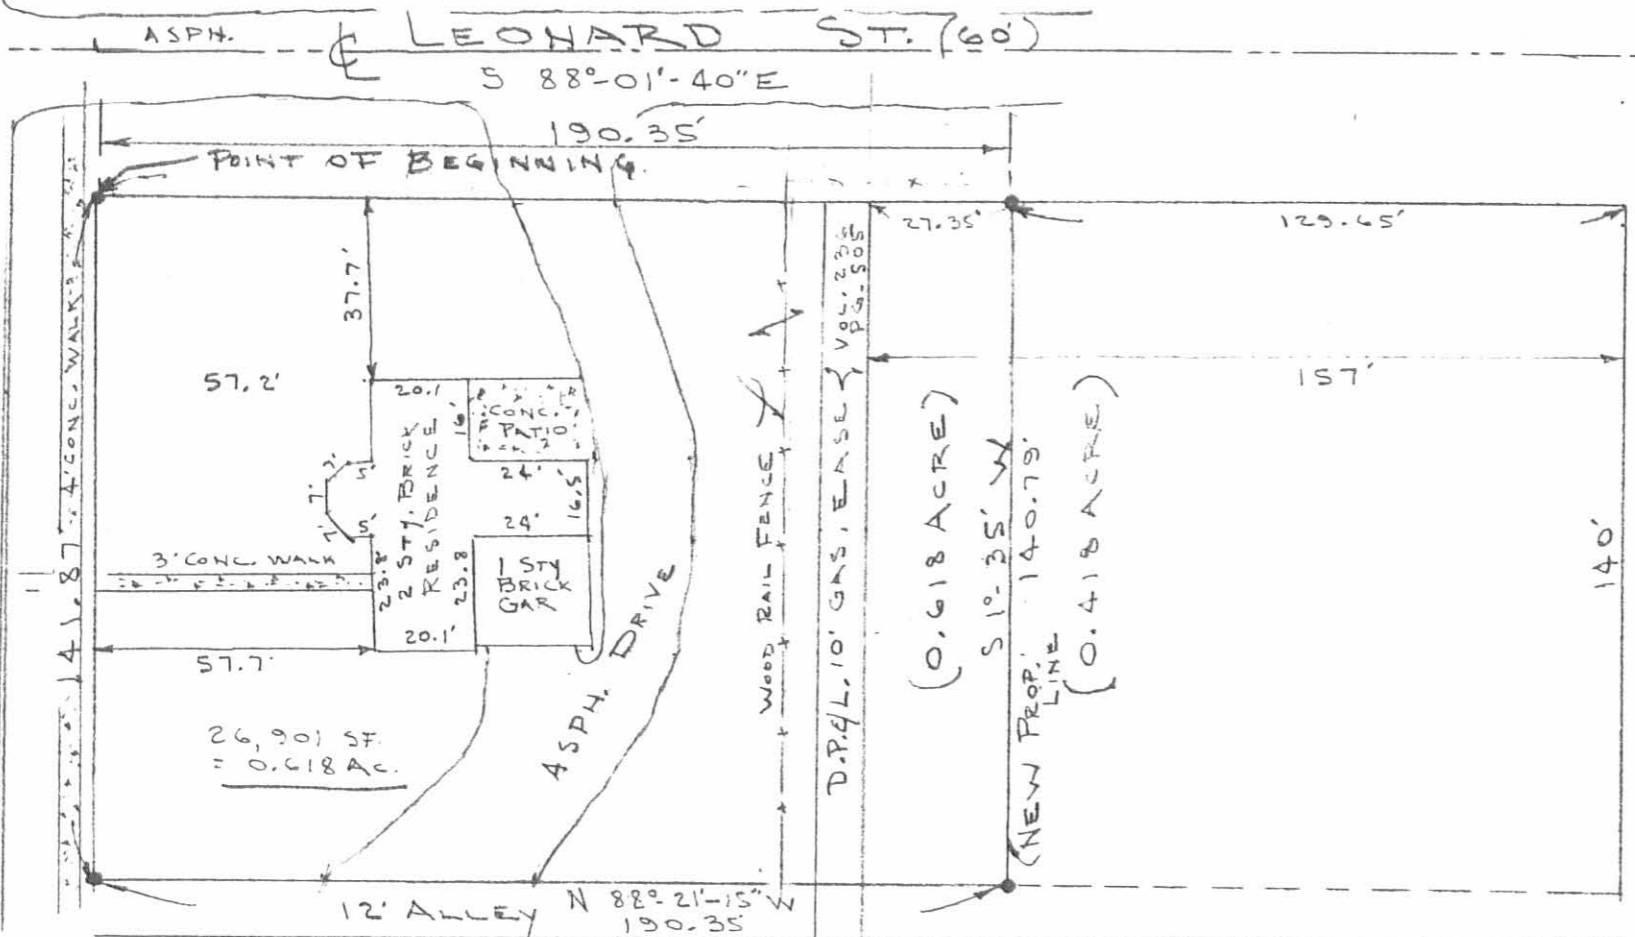 ASPH.
℄ LEONARD ST. (60')
S 88°-01'-40" E
190.35'
POINT OF BEGINNING.
27.35'
129.65'
4' CONC. WALK
37.7'
VOL. 236
PG. 505
57.2'
157'
20.1
16'
CONC.
PATIO
2 STY. BRICK
RESIDENCE
7'
5'
24'
16.5'
7'
7'
5'
24'
3' CONC. WALK
23.8'
23.8
1 STY
BRICK
GAR
20.1'
57.7'
141.87'
26,901 SF.
= 0.618 AC.
ASPH. DRIVE
WOOD RAIL FENCE
D.P.&L. 10' GAS. EASE
(0.618 ACRE)
S 1°-35' W
140.79'
(NEW PROP.
LINE
(0.418 ACRE)
140'
12' ALLEY
N 88°-21'-15" W
190.35'